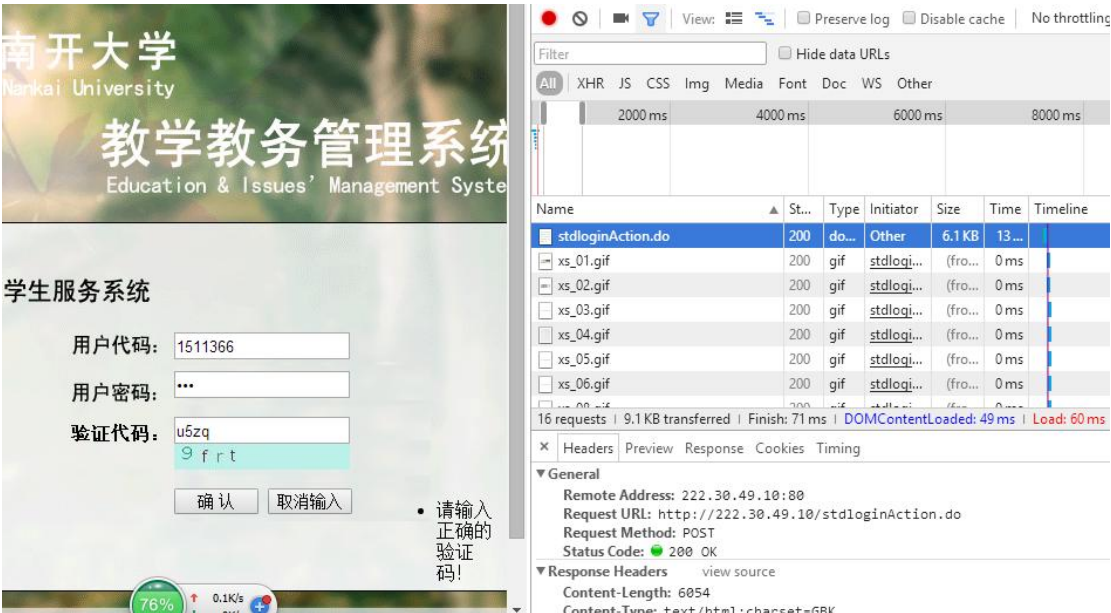 南开大学
Nankai University
教学教务管理系统
Education & Issues' Management Syste
学生服务系统
用户代码: 1511366
用户密码: •••
验证代码: u5zq
9 f r t
确 认 取消输入
• 请输入
正确的
验证
码!
76% 0.1K/s
View: Preserve log Disable cache No throttling
Filter Hide data URLs
All XHR JS CSS Img Media Font Doc WS Other
2000 ms 4000 ms 6000 ms 8000 ms
Name St... Type Initiator Size Time Timeline
stdloginAction.do 200 do... Other 6.1 KB 13...
xs_01.gif 200 gif stdlogi... (fro... 0 ms
xs_02.gif 200 gif stdlogi... (fro... 0 ms
xs_03.gif 200 gif stdlogi... (fro... 0 ms
xs_04.gif 200 gif stdlogi... (fro... 0 ms
xs_05.gif 200 gif stdlogi... (fro... 0 ms
xs_06.gif 200 gif stdlogi... (fro... 0 ms
16 requests | 9.1 KB transferred | Finish: 71 ms | DOMContentLoaded: 49 ms | Load: 60 ms
× Headers Preview Response Cookies Timing
▼General
Remote Address: 222.30.49.10:80
Request URL: http://222.30.49.10/stdloginAction.do
Request Method: POST
Status Code: 200 OK
▼Response Headers view source
Content-Length: 6054
Content-Type: text/html;charset=GBK